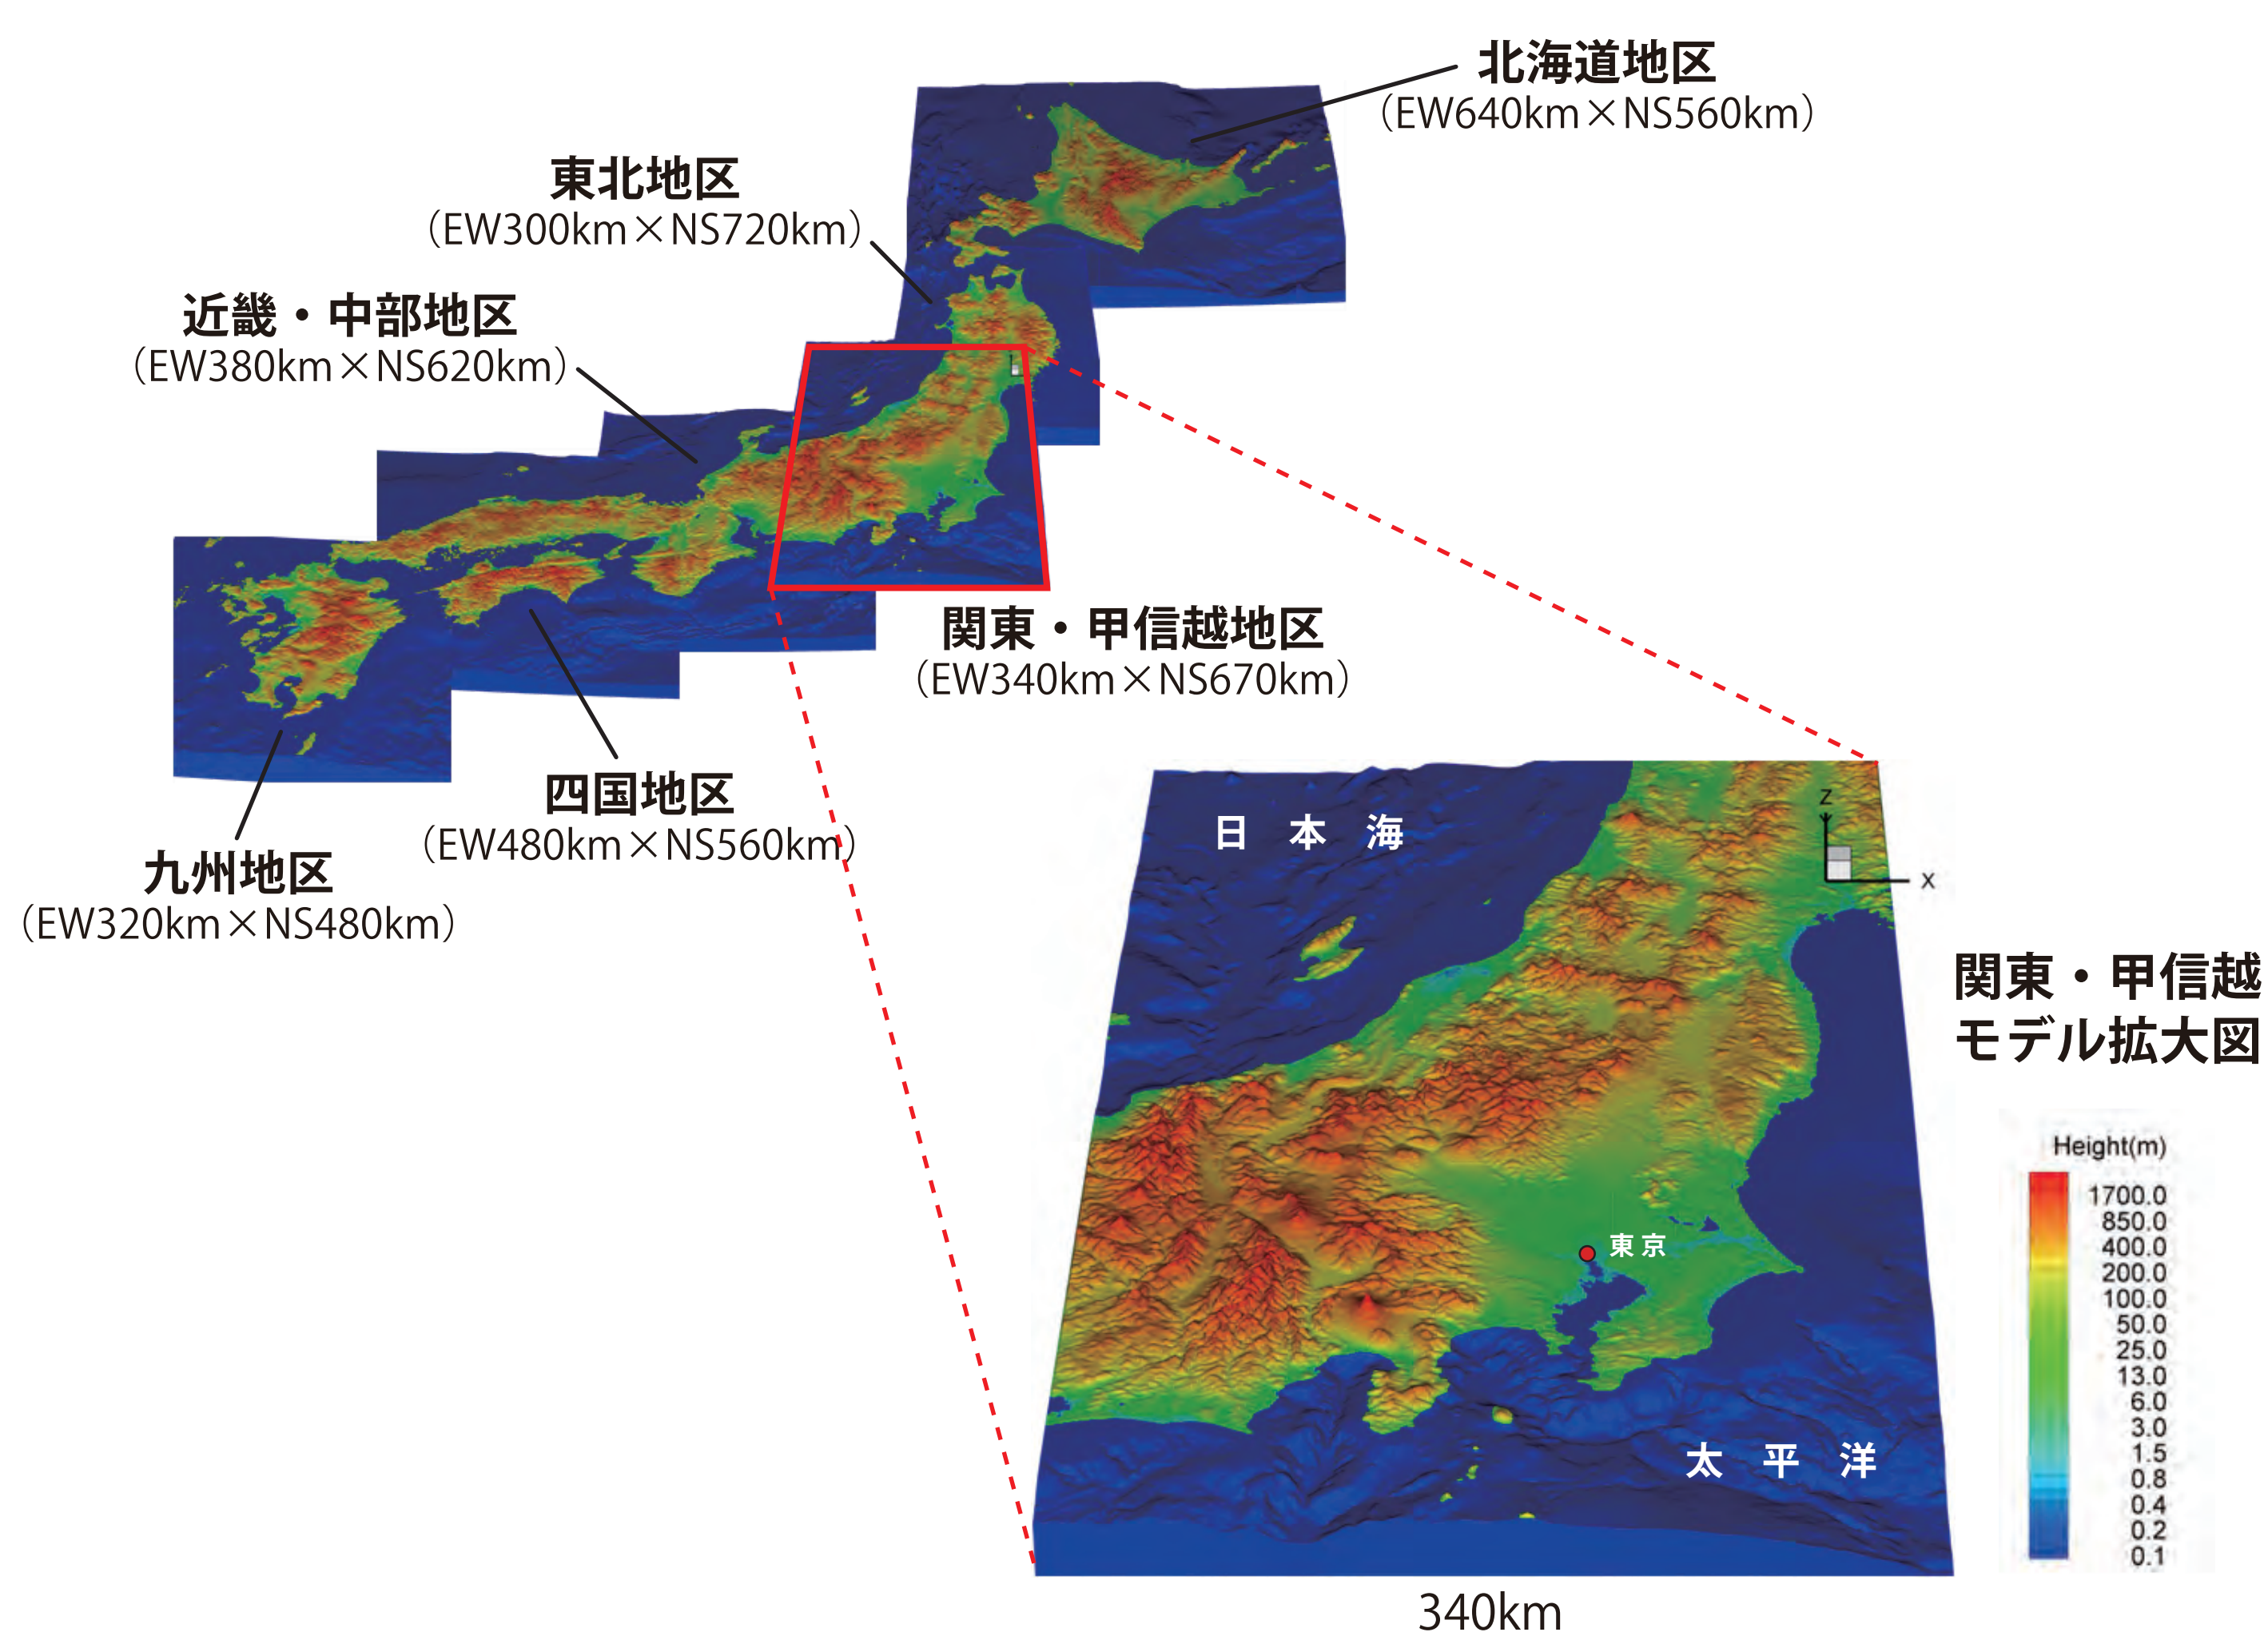 北海道地区
（EW640km×NS560km）
東北地区
（EW300km×NS720km）
近畿・中部地区
（EW380km×NS620km）
関東・甲信越地区
（EW340km×NS670km）
四国地区
（EW480km×NS560km）
九州地区
（EW320km×NS480km）
日本海
Z
X
関東・甲信越
モデル拡大図
東京
太平洋
340km
Height(m)
1700.0
850.0
400.0
200.0
100.0
50.0
25.0
13.0
6.0
3.0
1.5
0.8
0.4
0.2
0.1